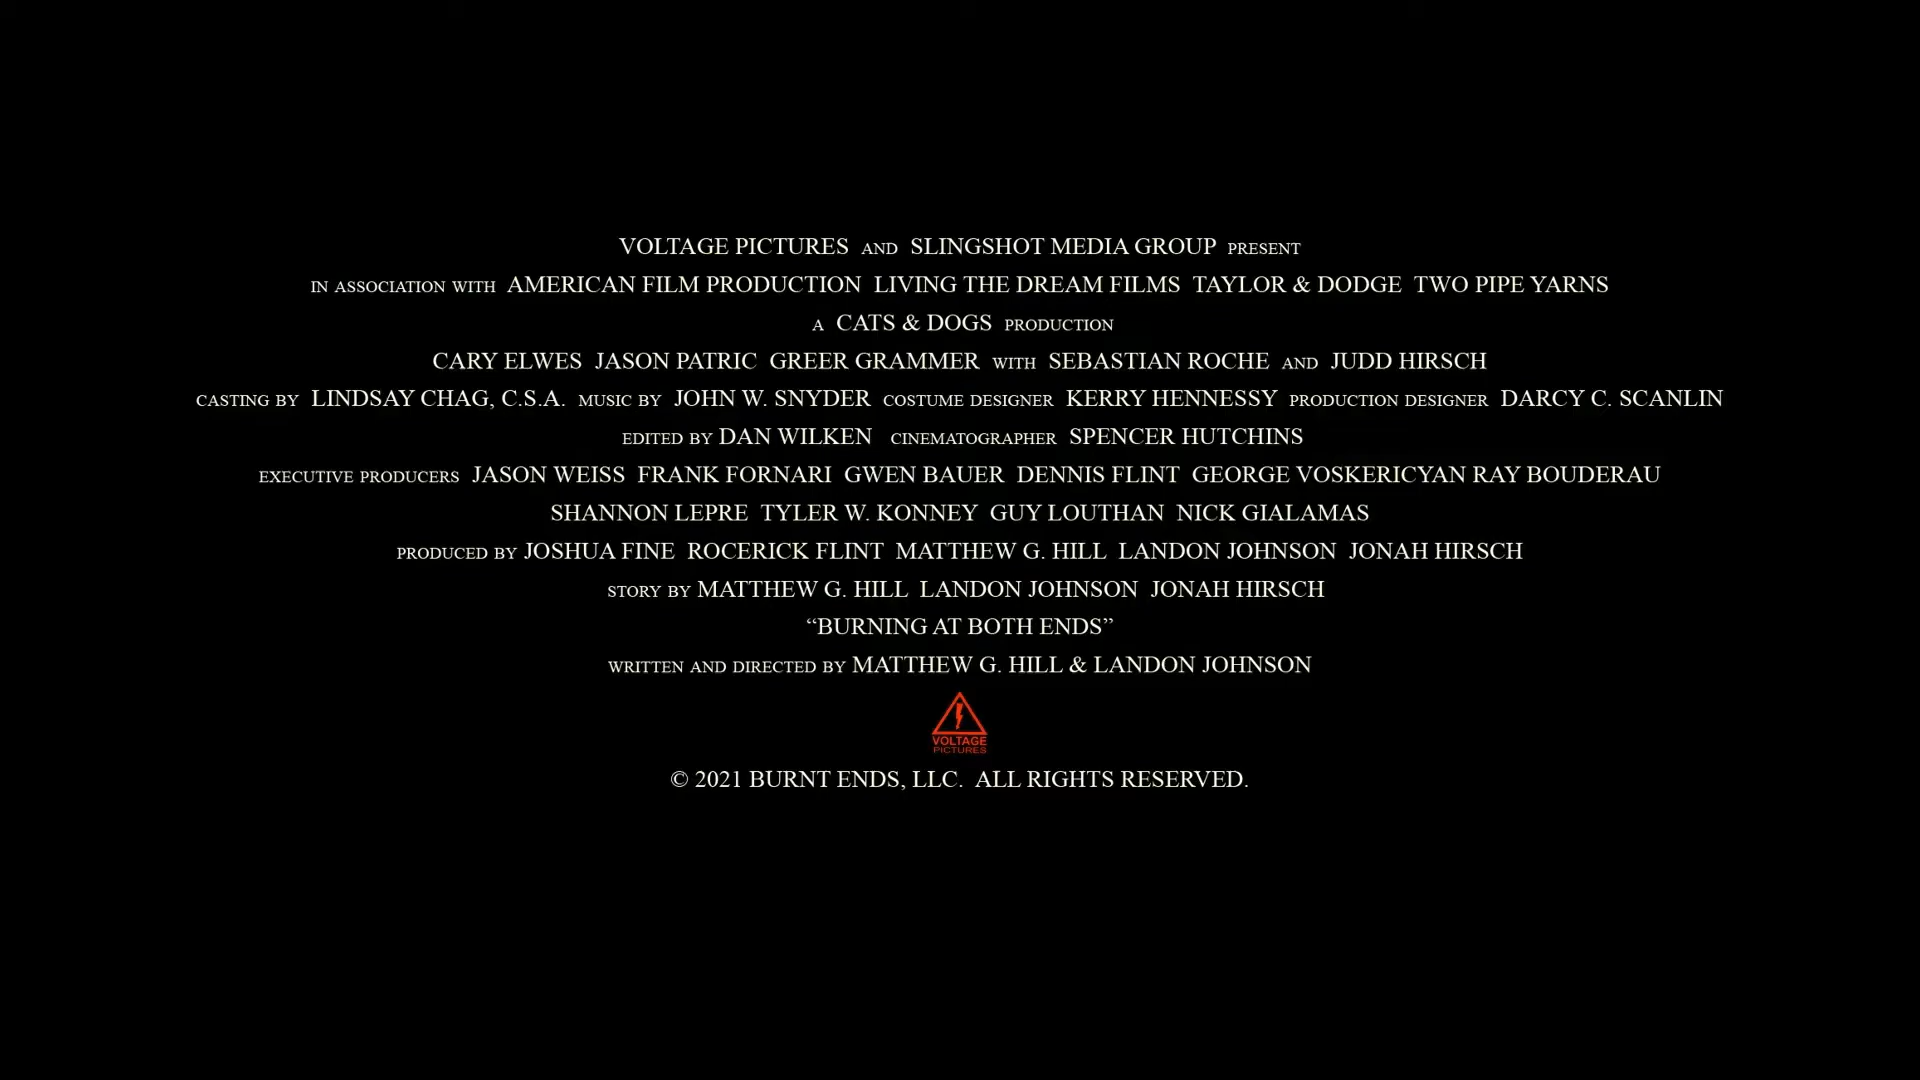 VOLTAGE PICTURES AND SLINGSHOT MEDIA GROUP PRESENT
IN ASSOCIATION WITH AMERICAN FILM PRODUCTION LIVING THE DREAM FILMS TAYLOR & DODGE TWO PIPE YARNS
A CATS & DOGS PRODUCTION
CARY ELWES JASON PATRIC GREER GRAMMER WITH SEBASTIAN ROCHE AND JUDD HIRSCH
CASTING BY LINDSAY CHAG, C.S.A. MUSIC BY JOHN W. SNYDER COSTUME DESIGNER KERRY HENNESSY PRODUCTION DESIGNER DARCY C. SCANLIN
EDITED BY DAN WILKEN CINEMATOGRAPHER SPENCER HUTCHINS
EXECUTIVE PRODUCERS JASON WEISS FRANK FORNARI GWEN BAUER DENNIS FLINT GEORGE VOSKERICYAN RAY BOUDERAU
SHANNON LEPRE TYLER W. KONNEY GUY LOUTHAN NICK GIALAMAS
PRODUCED BY JOSHUA FINE ROCERICK FLINT MATTHEW G. HILL LANDON JOHNSON JONAH HIRSCH
STORY BY MATTHEW G. HILL LANDON JOHNSON JONAH HIRSCH
“BURNING AT BOTH ENDS”
WRITTEN AND DIRECTED BY MATTHEW G. HILL & LANDON JOHNSON
VOLTAGE
PICTURES
© 2021 BURNT ENDS, LLC. ALL RIGHTS RESERVED.